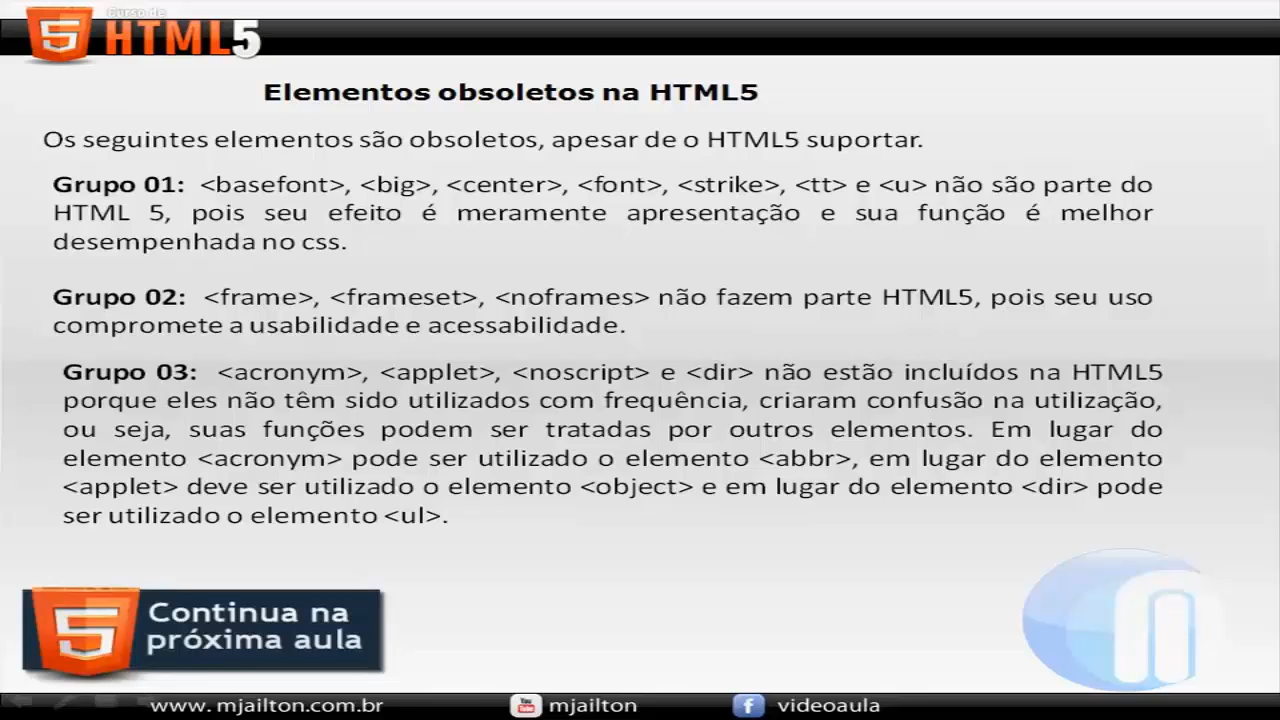 Curso de
HTML5
Elementos obsoletos na HTML5
Os seguintes elementos são obsoletos, apesar de o HTML5 suportar.
Grupo 01: <basefont>, <big>, <center>, <font>, <strike>, <tt> e <u> não são parte do
HTML 5, pois seu efeito é meramente apresentação e sua função é melhor
desempenhada no css.
Grupo 02: <frame>, <frameset>, <noframes> não fazem parte HTML5, pois seu uso
compromete a usabilidade e acessabilidade.
Grupo 03: <acronym>, <applet>, <noscript> e <dir> não estão incluídos na HTML5
porque eles não têm sido utilizados com frequência, criaram confusão na utilização,
ou seja, suas funções podem ser tratadas por outros elementos. Em lugar do
elemento <acronym> pode ser utilizado o elemento <abbr>, em lugar do elemento
<applet> deve ser utilizado o elemento <object> e em lugar do elemento <dir> pode
ser utilizado o elemento <ul>.
Continua na
próxima aula
www. mjailton.com.br
You Tube mjailton
f videoaula